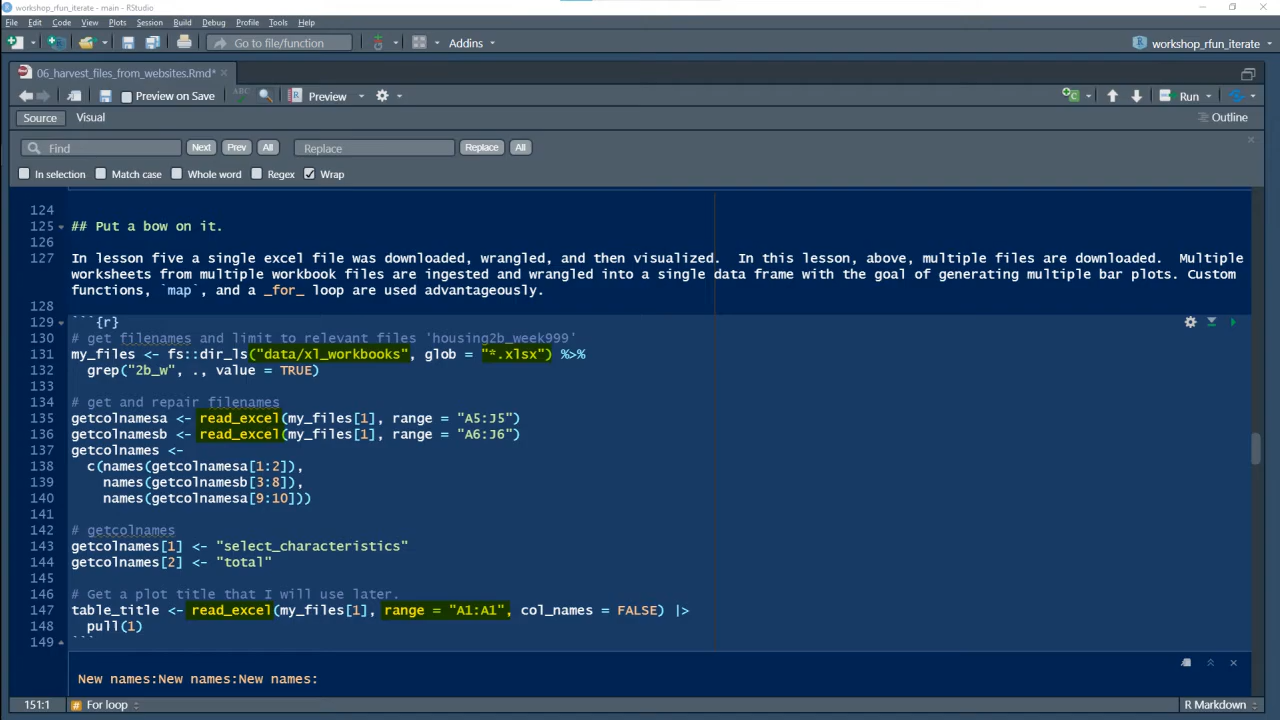 workshop_rfun_iterate - main - RStudio
File Edit Code View Plots Session Build Debug Profile Tools Help
Go to file/function Addins workshop_rfun_iterate
06_harvest_files_from_websites.Rmd*
Preview on Save ABC Preview Run
Source Visual Outline
Find Next Prev All Replace Replace All
In selection Match case Whole word Regex Wrap
124
125 ## Put a bow on it.
126
127 In lesson five a single excel file was downloaded, wrangled, and then visualized.  In this lesson, above, multiple files are downloaded.  Multiple
worksheets from multiple workbook files are ingested and wrangled into a single data frame with the goal of generating multiple bar plots. Custom
functions, `map`, and a _for_ loop are used advantageously.
128
129 ```{r}
130 # get filenames and limit to relevant files 'housing2b_week999'
131 my_files <- fs::dir_ls("data/xl_workbooks", glob = "*.xlsx") %>%
132   grep("2b_w", ., value = TRUE)
133
134 # get and repair filenames
135 getcolnamesa <- read_excel(my_files[1], range = "A5:J5")
136 getcolnamesb <- read_excel(my_files[1], range = "A6:J6")
137 getcolnames <-
138   c(names(getcolnamesa[1:2]),
139     names(getcolnamesb[3:8]),
140     names(getcolnamesa[9:10]))
141
142 # getcolnames
143 getcolnames[1] <- "select_characteristics"
144 getcolnames[2] <- "total"
145
146 # Get a plot title that I will use later.
147 table_title <- read_excel(my_files[1], range = "A1:A1", col_names = FALSE) |>
148   pull(1)
149 ```
New names:New names:New names:
151:1 # For loop R Markdown